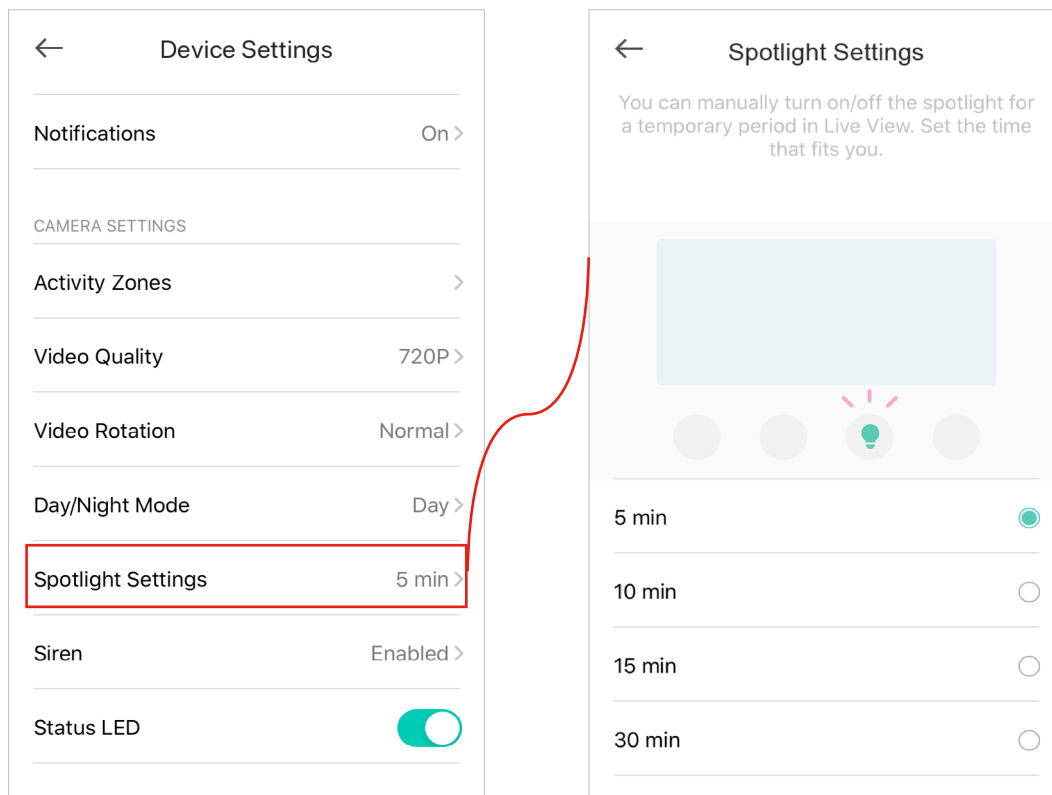 Device Settings
Notifications On
CAMERA SETTINGS
Activity Zones
Video Quality 720P
Video Rotation Normal
Day/Night Mode Day
Spotlight Settings 5 min
Siren Enabled
Status LED
Spotlight Settings
You can manually turn on/off the spotlight for
a temporary period in Live View. Set the time
that fits you.
5 min
10 min
15 min
30 min